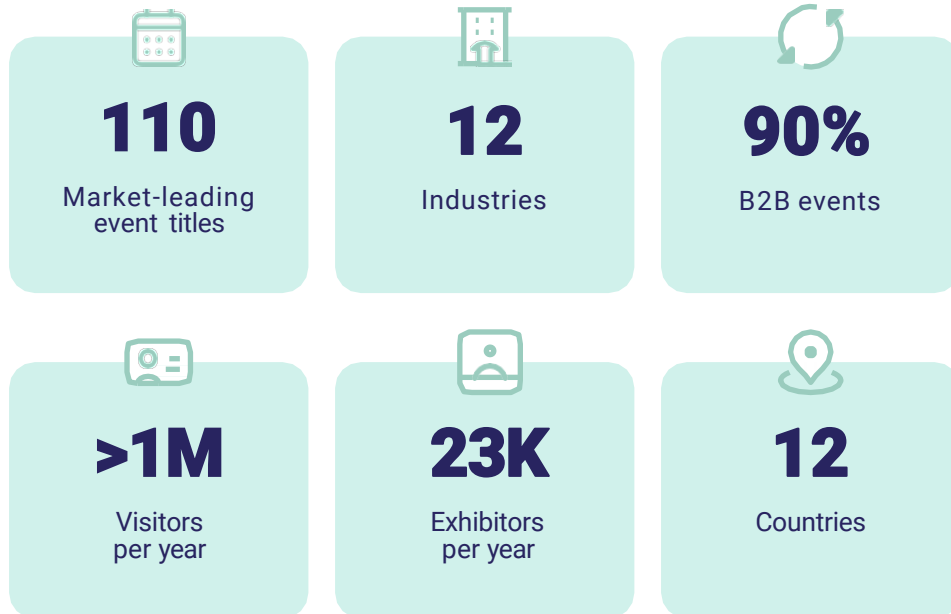 110
Market-leading
event titles
12
Industries
90%
B2B events
>1M
Visitors
per year
23K
Exhibitors
per year
12
Countries